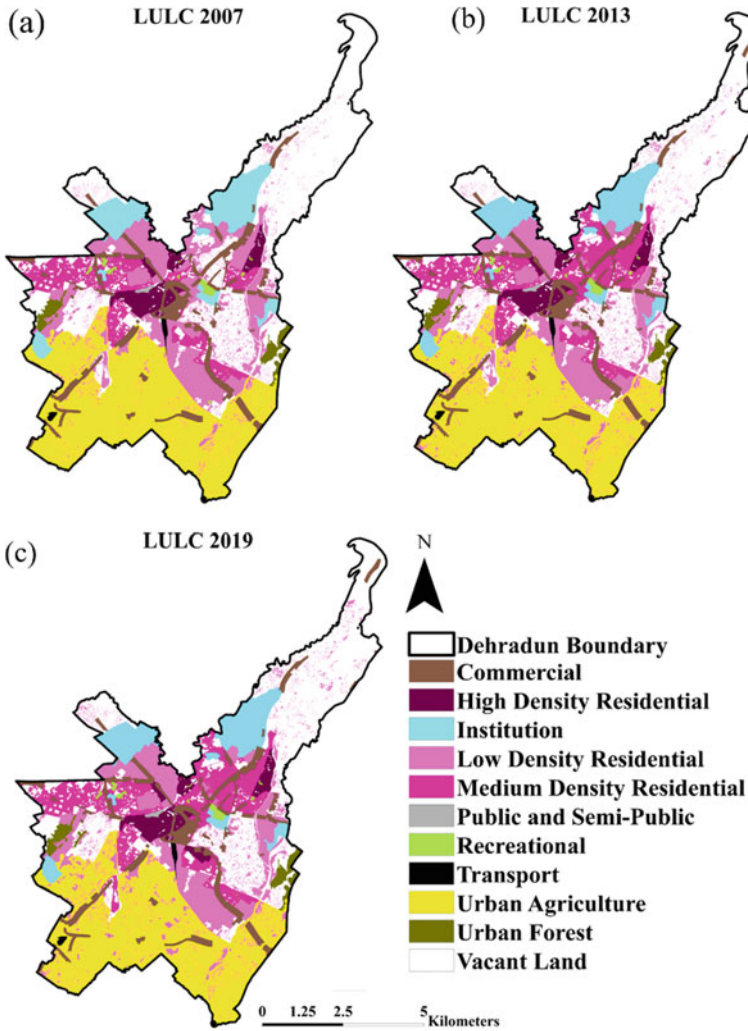 (a)
LULC 2007
(b)
LULC 2013
(c)
LULC 2019
N
Dehradun Boundary
Commercial
High Density Residential
Institution
Low Density Residential
Medium Density Residential
Public and Semi-Public
Recreational
Transport
Urban Agriculture
Urban Forest
Vacant Land
0 1.25 2.5 5
Kilometers